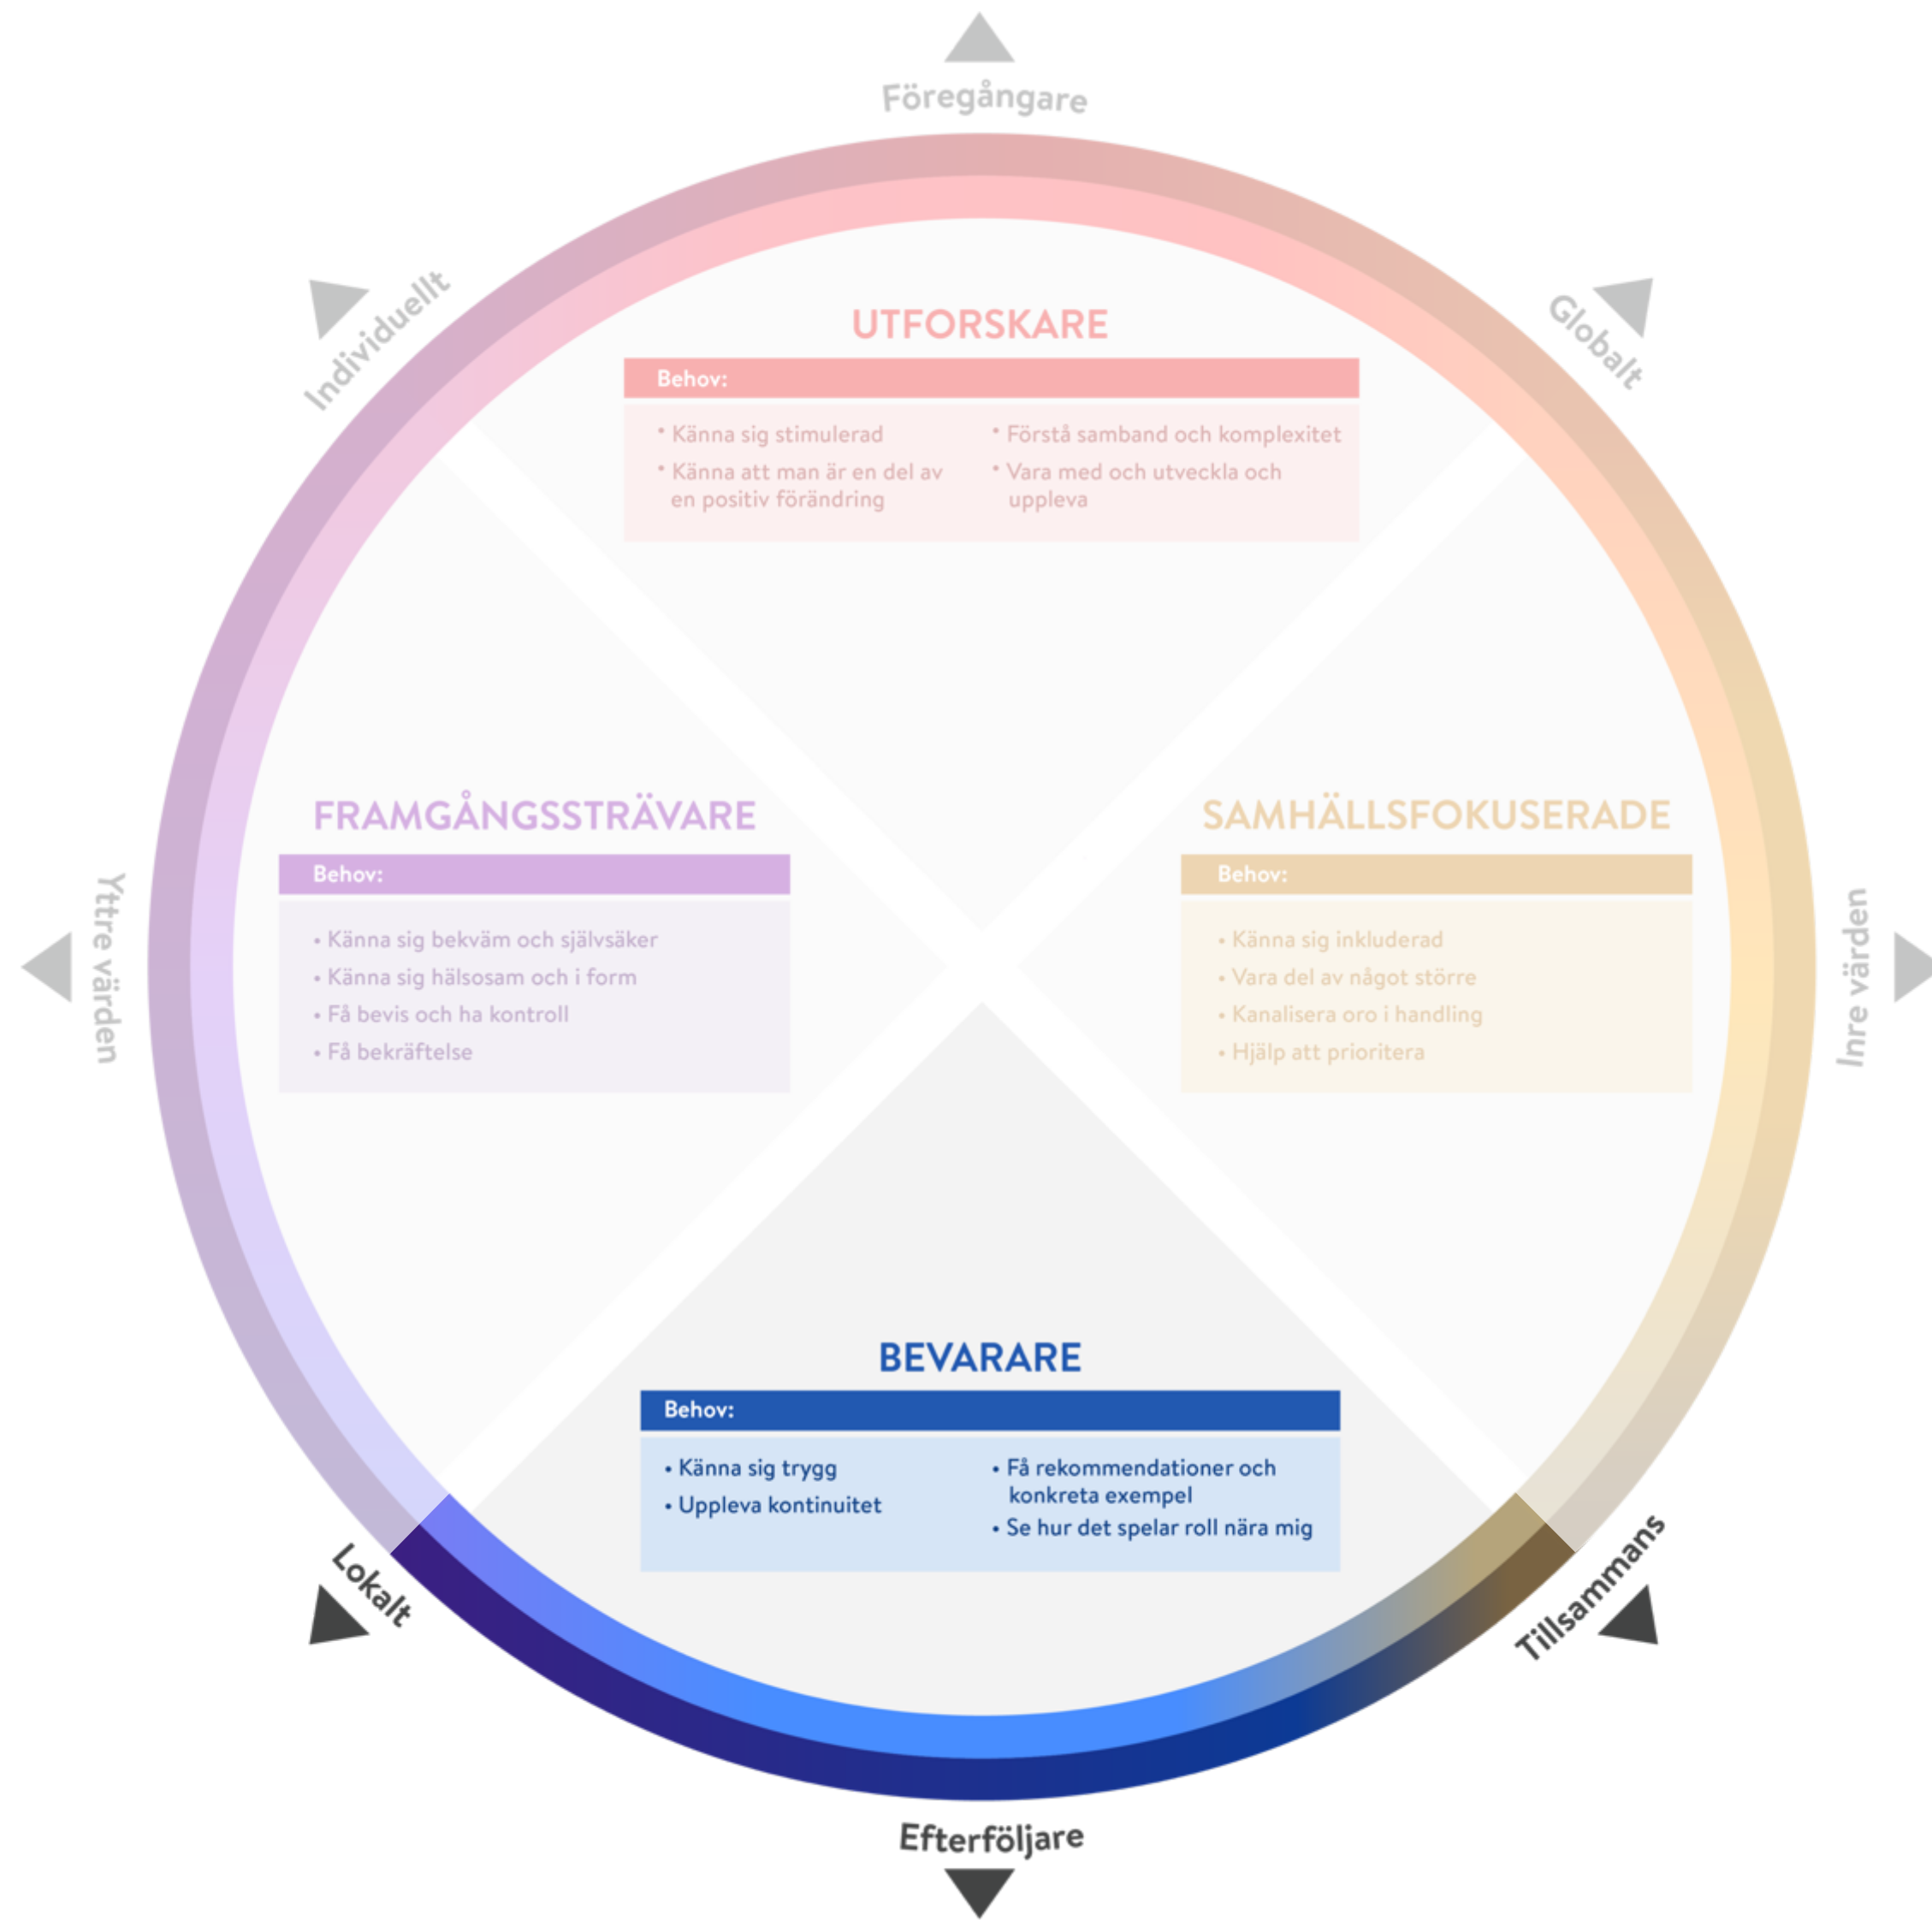 Föregångare
Individuellt
Globalt
UTFORSKARE
Behov:
• Känna sig stimulerad
• Känna att man är en del av
en positiv förändring
• Förstå samband och komplexitet
• Vara med och utveckla och
uppleva
FRAMGÅNGSSTRÄVARE
Behov:
• Känna sig bekväm och självsäker
• Känna sig hälsosam och i form
• Få bevis och ha kontroll
• Få bekräftelse
SAMHÄLLSFOKUSERADE
Behov:
• Känna sig inkluderad
• Vara del av något större
• Kanalisera oro i handling
• Hjälp att prioritera
Yttre värden
Inre värden
BEVARARE
Behov:
• Känna sig trygg
• Uppleva kontinuitet
• Få rekommendationer och
konkreta exempel
• Se hur det spelar roll nära mig
Lokalt
Tillsammans
Efterföljare